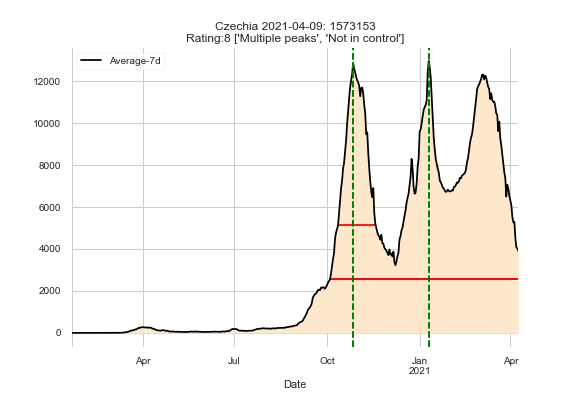 Czechia 2021-04-09: 1573153
Rating:8 ['Multiple peaks', 'Not in control']
Average-7d
12000
10000
8000
6000
4000
2000
0
Apr Jul Oct Jan Apr
2021
Date